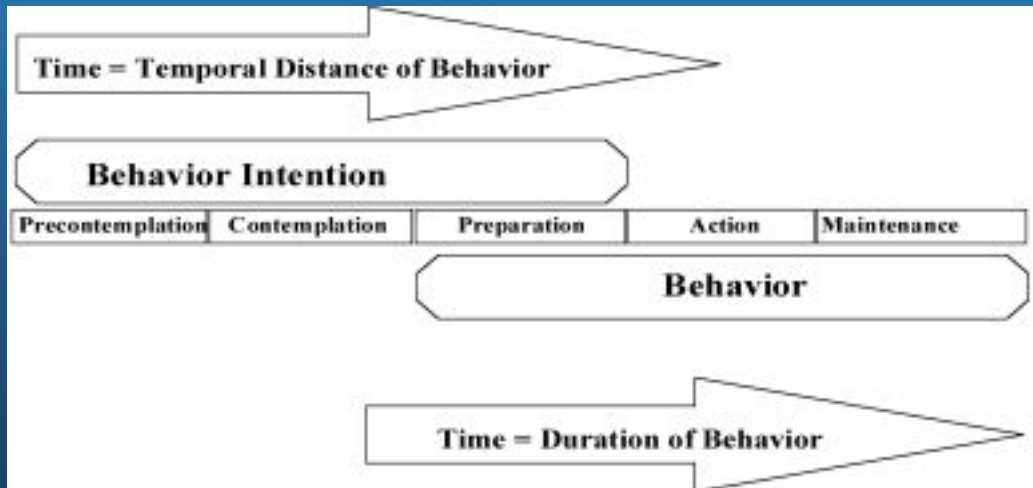 Time = Temporal Distance of Behavior
Behavior Intention
Precontemplation Contemplation Preparation Action Maintenance
Behavior
Time = Duration of Behavior